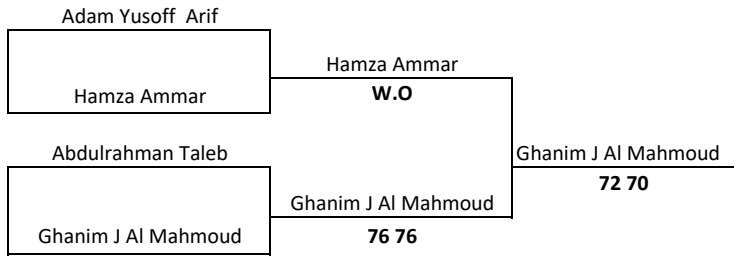 Adam Yusoff  Arif
Hamza Ammar
Hamza Ammar
W.O
Abdulrahman Taleb
Ghanim J Al Mahmoud
72 70
Ghanim J Al Mahmoud
Ghanim J Al Mahmoud
76 76